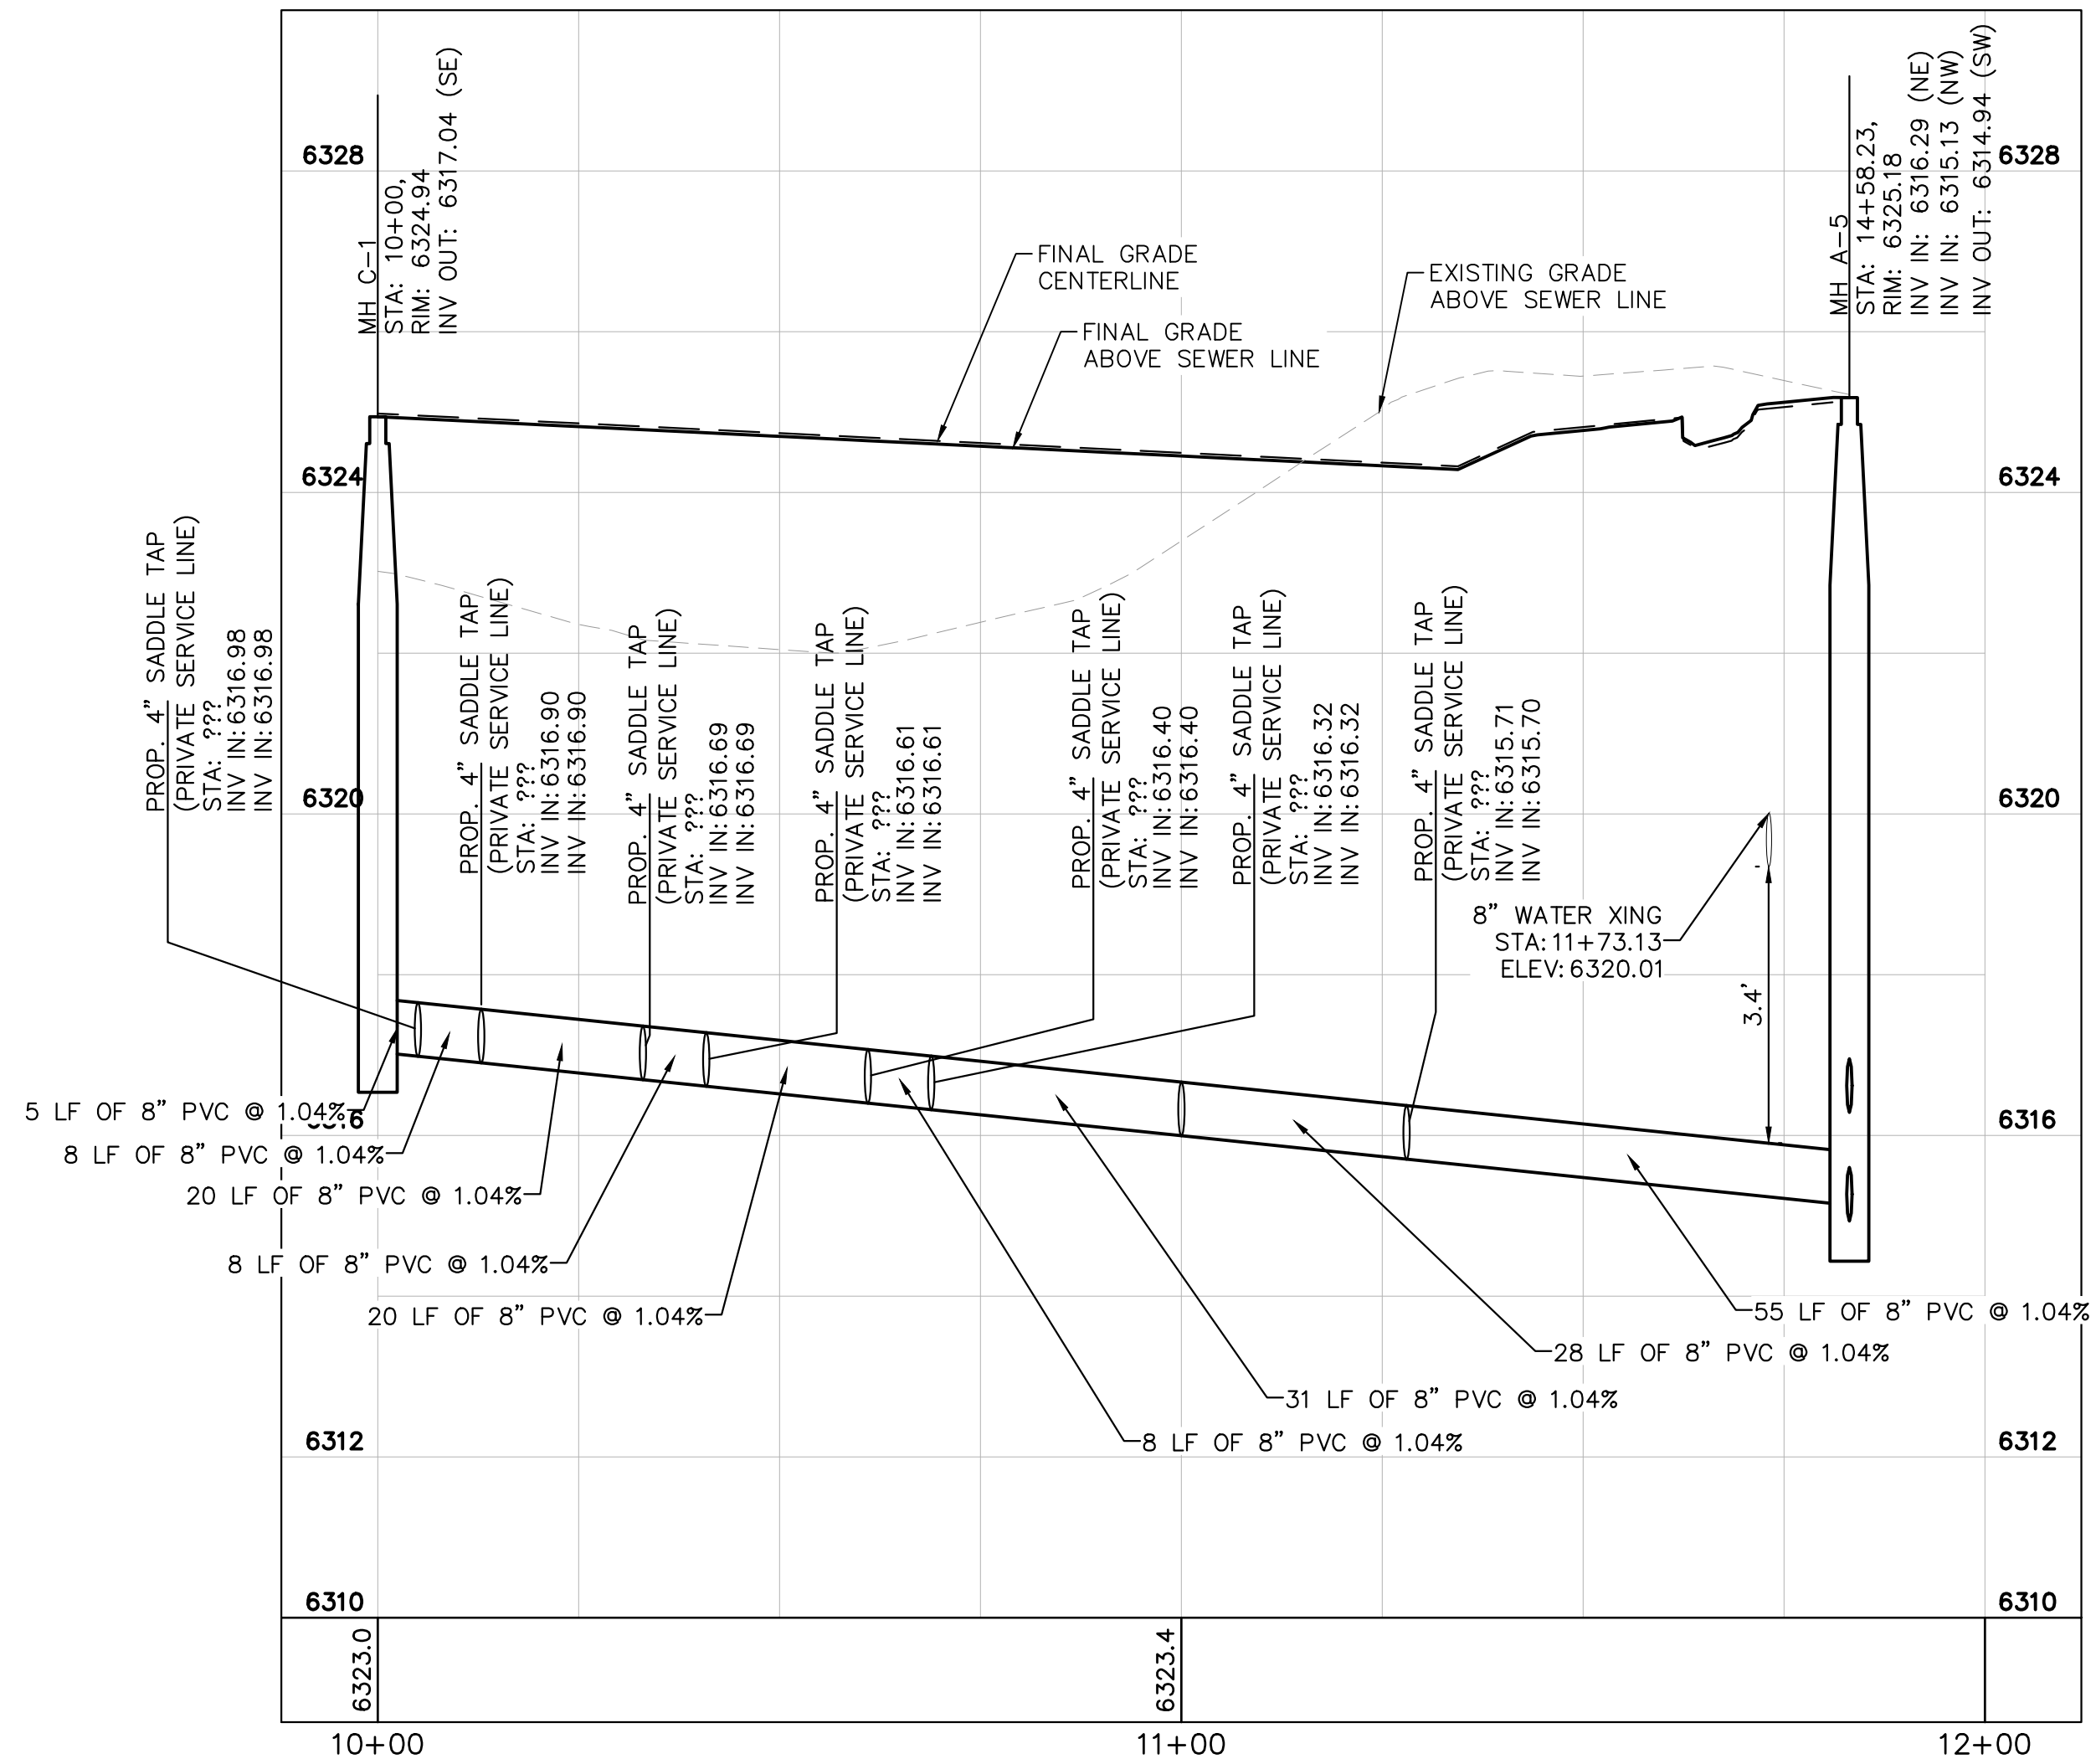 MH C-1
STA: 10+00,
RIM: 6324.94
INV OUT: 6317.04 (SE)
MH A-5
STA: 14+58.23,
RIM: 6325.18
INV IN: 6316.29 (NE)
INV IN: 6315.13 (NW)
INV OUT: 6314.94 (SW)
6328
6328
FINAL GRADE
CENTERLINE
EXISTING GRADE
ABOVE SEWER LINE
FINAL GRADE
ABOVE SEWER LINE
6324
6324
PROP. 4" SADDLE TAP
(PRIVATE SERVICE LINE)
STA: ???
INV IN:6316.98
INV IN:6316.98
PROP. 4" SADDLE TAP
(PRIVATE SERVICE LINE)
STA: ???
INV IN:6316.90
INV IN:6316.90
PROP. 4" SADDLE TAP
(PRIVATE SERVICE LINE)
STA: ???
INV IN:6316.69
INV IN:6316.69
PROP. 4" SADDLE TAP
(PRIVATE SERVICE LINE)
STA: ???
INV IN:6316.61
INV IN:6316.61
PROP. 4" SADDLE TAP
(PRIVATE SERVICE LINE)
STA: ???
INV IN:6316.40
INV IN:6316.40
PROP. 4" SADDLE TAP
(PRIVATE SERVICE LINE)
STA: ???
INV IN:6316.32
INV IN:6316.32
PROP. 4" SADDLE TAP
(PRIVATE SERVICE LINE)
STA: ???
INV IN:6315.71
INV IN:6315.70
6320
6320
8" WATER XING
STA:11+73.13
ELEV:6320.01
3.4'
5 LF OF 8" PVC @ 1.04%
6316
8 LF OF 8" PVC @ 1.04%
20 LF OF 8" PVC @ 1.04%
8 LF OF 8" PVC @ 1.04%
20 LF OF 8" PVC @ 1.04%
55 LF OF 8" PVC @ 1.04%
28 LF OF 8" PVC @ 1.04%
31 LF OF 8" PVC @ 1.04%
8 LF OF 8" PVC @ 1.04%
6312
6312
6310
6310
6323.0
6323.4
10+00
11+00
12+00